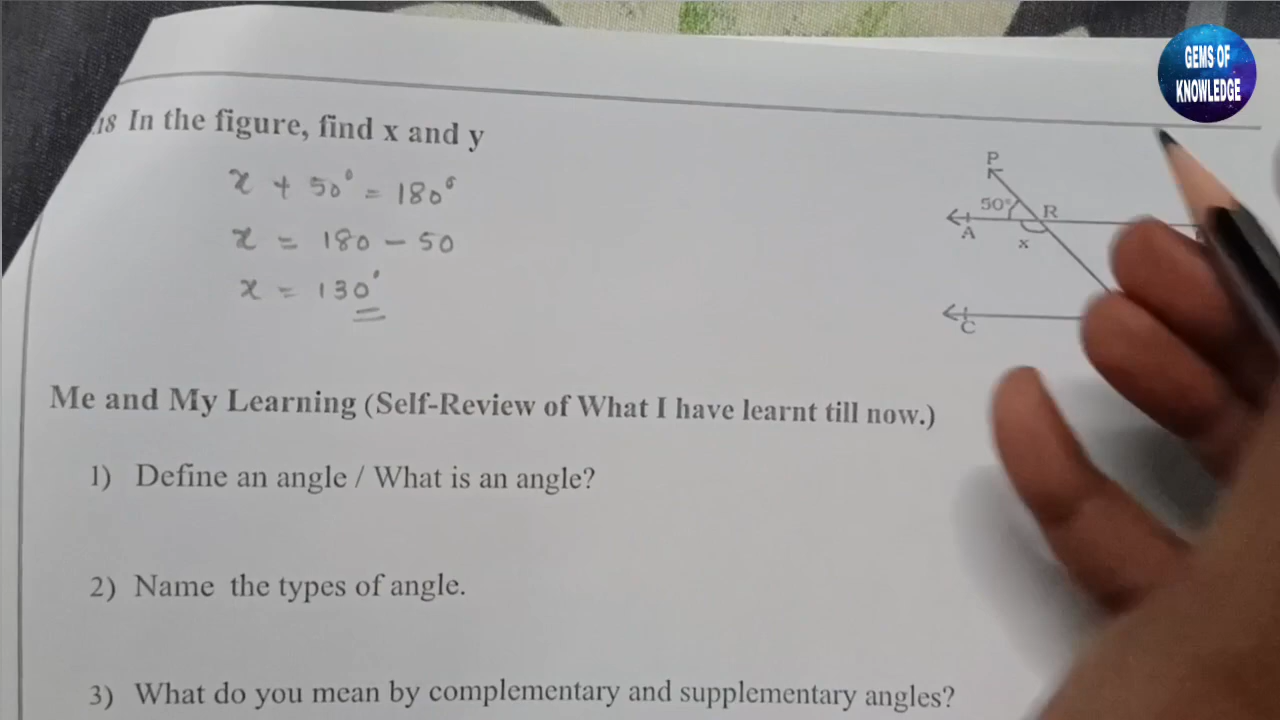 GEMS OF
KNOWLEDGE
18 In the figure, find x and y
x + 50° = 180°
x = 180 - 50
x = 130°
P
50°
R
A
x
C
Me and My Learning (Self-Review of What I have learnt till now.)
1) Define an angle / What is an angle?
2) Name the types of angle.
3) What do you mean by complementary and supplementary angles?